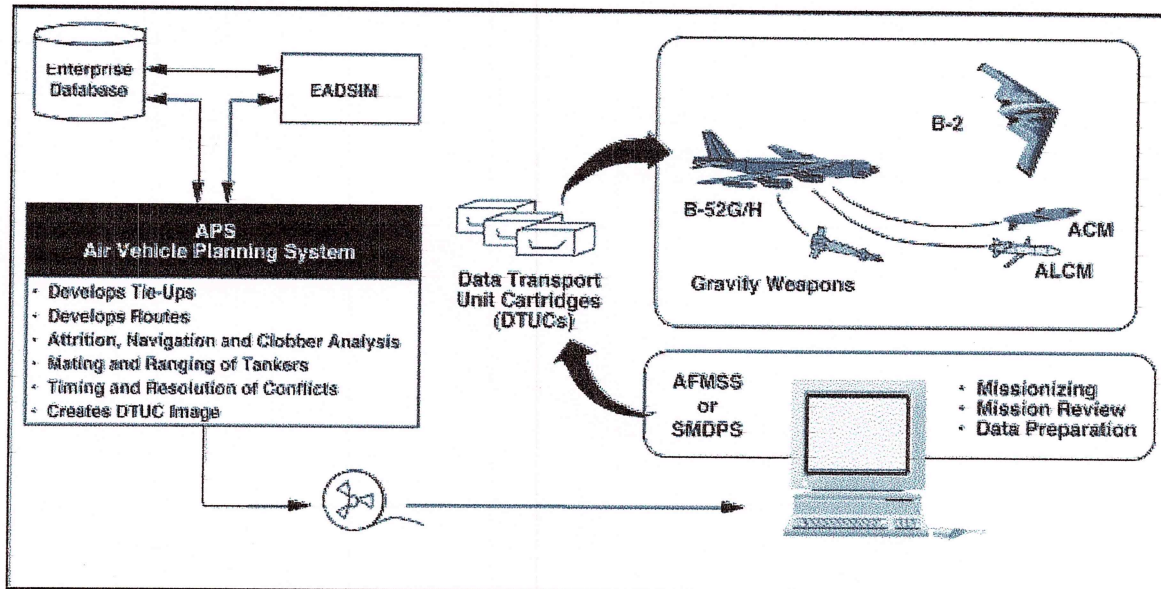 Enterprise
Database
EADSIM
APS
Air Vehicle Planning System
• Develops Tie-Ups
• Develops Routes
• Attrition, Navigation and Clobber Analysis
• Mating and Ranging of Tankers
• Timing and Resolution of Conflicts
• Creates DTUC Image
Data Transport
Unit Cartridges
(DTUCs)
B-2
B-52G/H
ACM
ALCM
Gravity Weapons
AFMSS
or
SMDPS
• Missionizing
• Mission Review
• Data Preparation